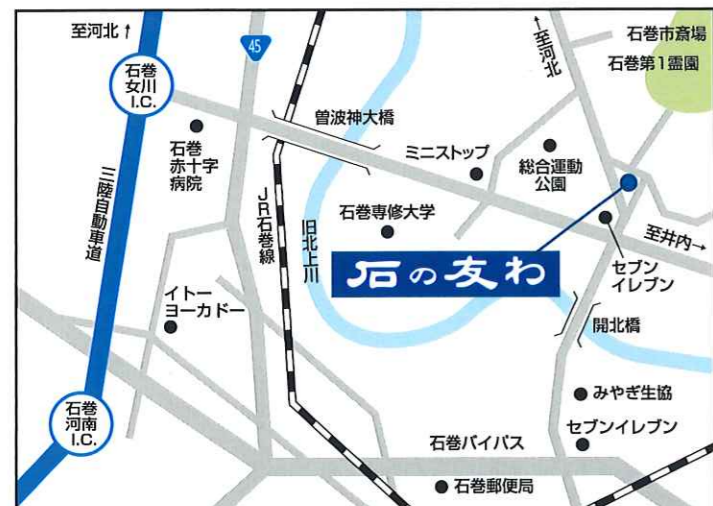 至河北↑
45
←至河北
石巻市斎場
石巻第1霊園
石巻
女川
I.C.
曽波神大橋
石巻
赤十字
病院
ミニストップ
総合運動
公園
三陸自動車道
JR石巻線
旧北上川
石巻専修大学
至井内→
石の友わ
セブン
イレブン
イトー
ヨーカドー
開北橋
石巻
河南
I.C.
みやぎ生協
セブンイレブン
石巻バイパス
石巻郵便局